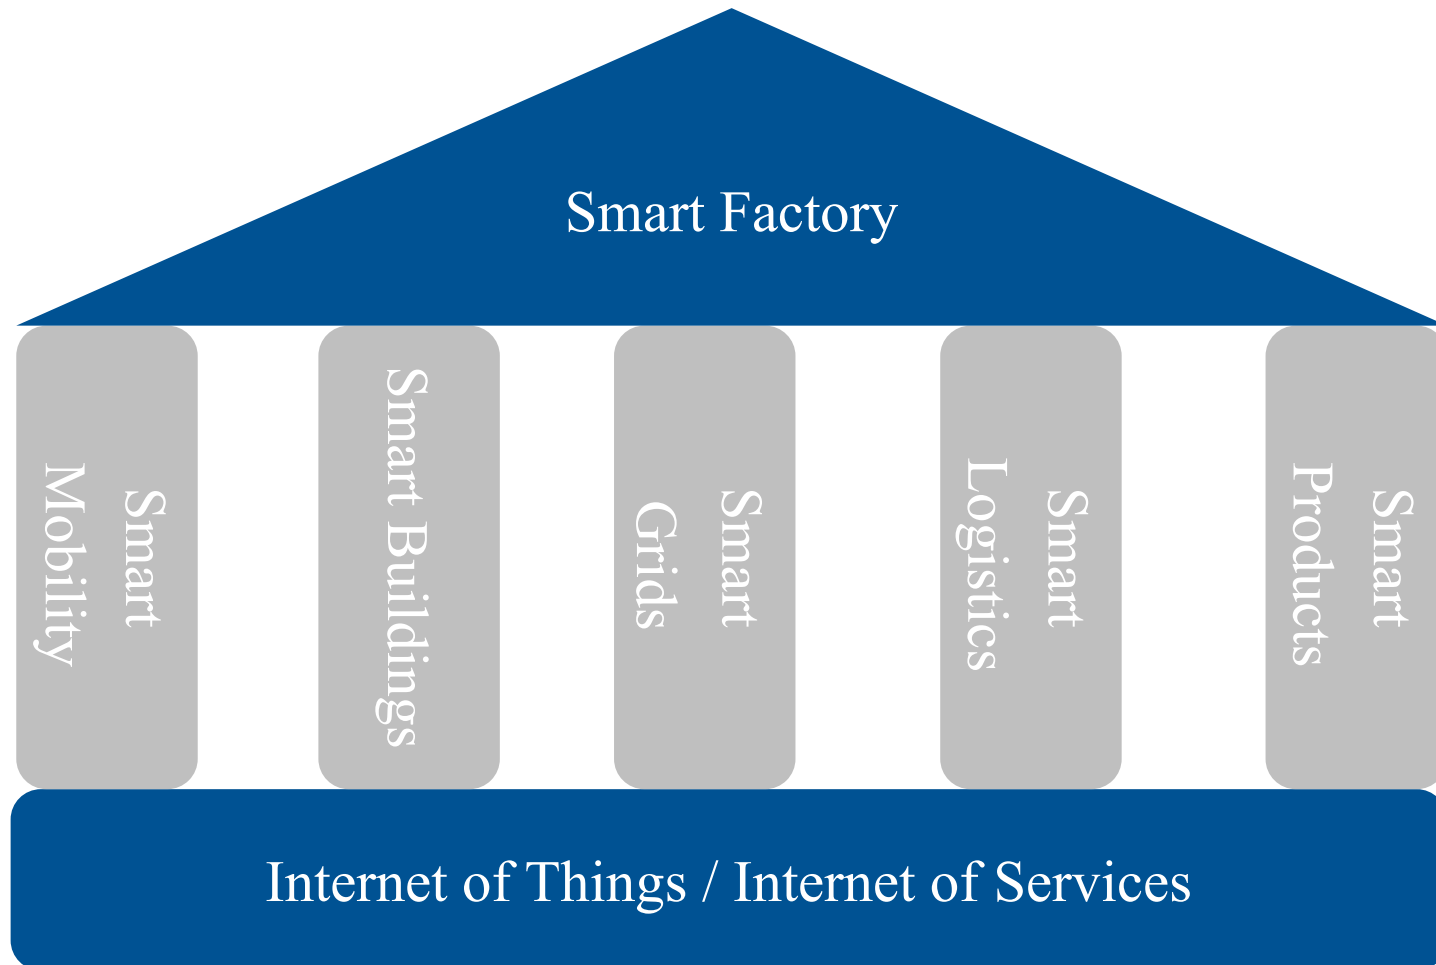 Smart Factory
Smart
Mobility
Smart Buildings
Smart
Grids
Smart
Logistics
Smart
Products
Internet of Things / Internet of Services